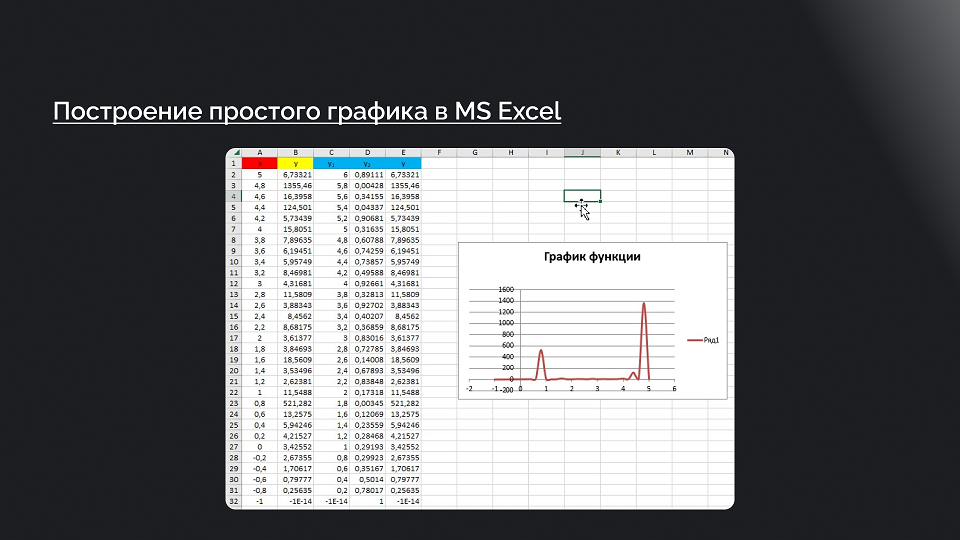 Построение простого графика в MS Excel
A B C D E F G H I J K L M N
1 x y y₁ y₂ y
2 5 6,73321 6 0,89111 6,73321
3 4,8 1355,46 5,8 0,00428 1355,46
4 4,6 16,3958 5,6 0,34155 16,3958
5 4,4 124,501 5,4 0,04337 124,501
6 4,2 5,73439 5,2 0,90681 5,73439
7 4 15,8051 5 0,31635 15,8051
8 3,8 7,89635 4,8 0,60788 7,89635
9 3,6 6,19451 4,6 0,74259 6,19451
10 3,4 5,95749 4,4 0,73857 5,95749
11 3,2 8,46981 4,2 0,49588 8,46981
12 3 4,31681 4 0,92661 4,31681
13 2,8 11,5809 3,8 0,32813 11,5809
14 2,6 3,88343 3,6 0,92702 3,88343
15 2,4 8,4562 3,4 0,40207 8,4562
16 2,2 8,68175 3,2 0,36859 8,68175
17 2 3,61377 3 0,83016 3,61377
18 1,8 3,84693 2,8 0,72785 3,84693
19 1,6 18,5609 2,6 0,14008 18,5609
20 1,4 3,53496 2,4 0,67893 3,53496
21 1,2 2,62381 2,2 0,83848 2,62381
22 1 11,5488 2 0,17318 11,5488
23 0,8 521,282 1,8 0,00345 521,282
24 0,6 13,2575 1,6 0,12069 13,2575
25 0,4 5,94246 1,4 0,23559 5,94246
26 0,2 4,21527 1,2 0,28468 4,21527
27 0 3,42552 1 0,29193 3,42552
28 -0,2 2,67355 0,8 0,29923 2,67355
29 -0,4 1,70617 0,6 0,35167 1,70617
30 -0,6 0,79777 0,4 0,5014 0,79777
31 -0,8 0,25635 0,2 0,78017 0,25635
32 -1 -1E-14 -1E-14 1 -1E-14
График функции
1600
1400
1200
1000
800
600
400
200
0
-200
-2 -1 0 1 2 3 4 5 6
Ряд1